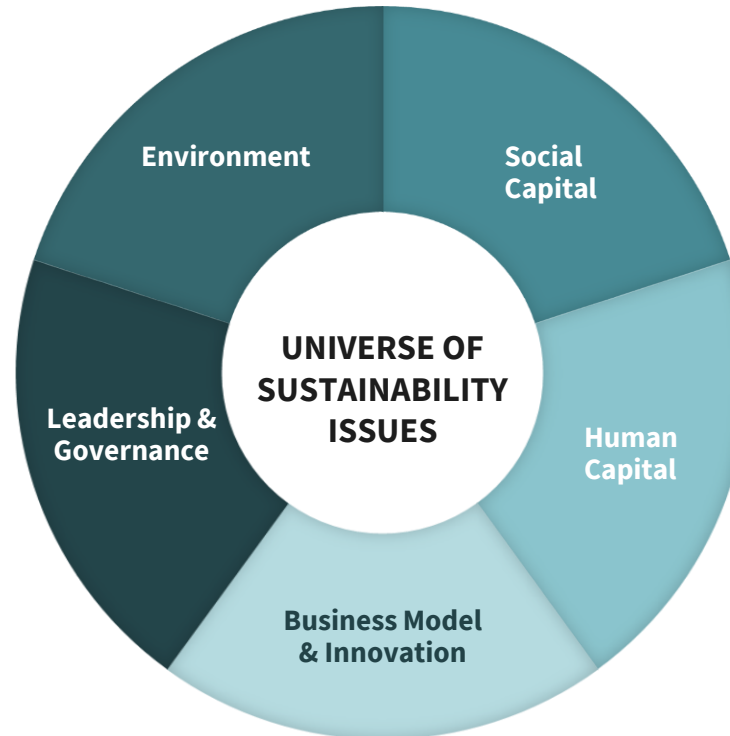 Environment
Social
Capital
UNIVERSE OF
SUSTAINABILITY
ISSUES
Leadership &
Governance
Human
Capital
Business Model
& Innovation